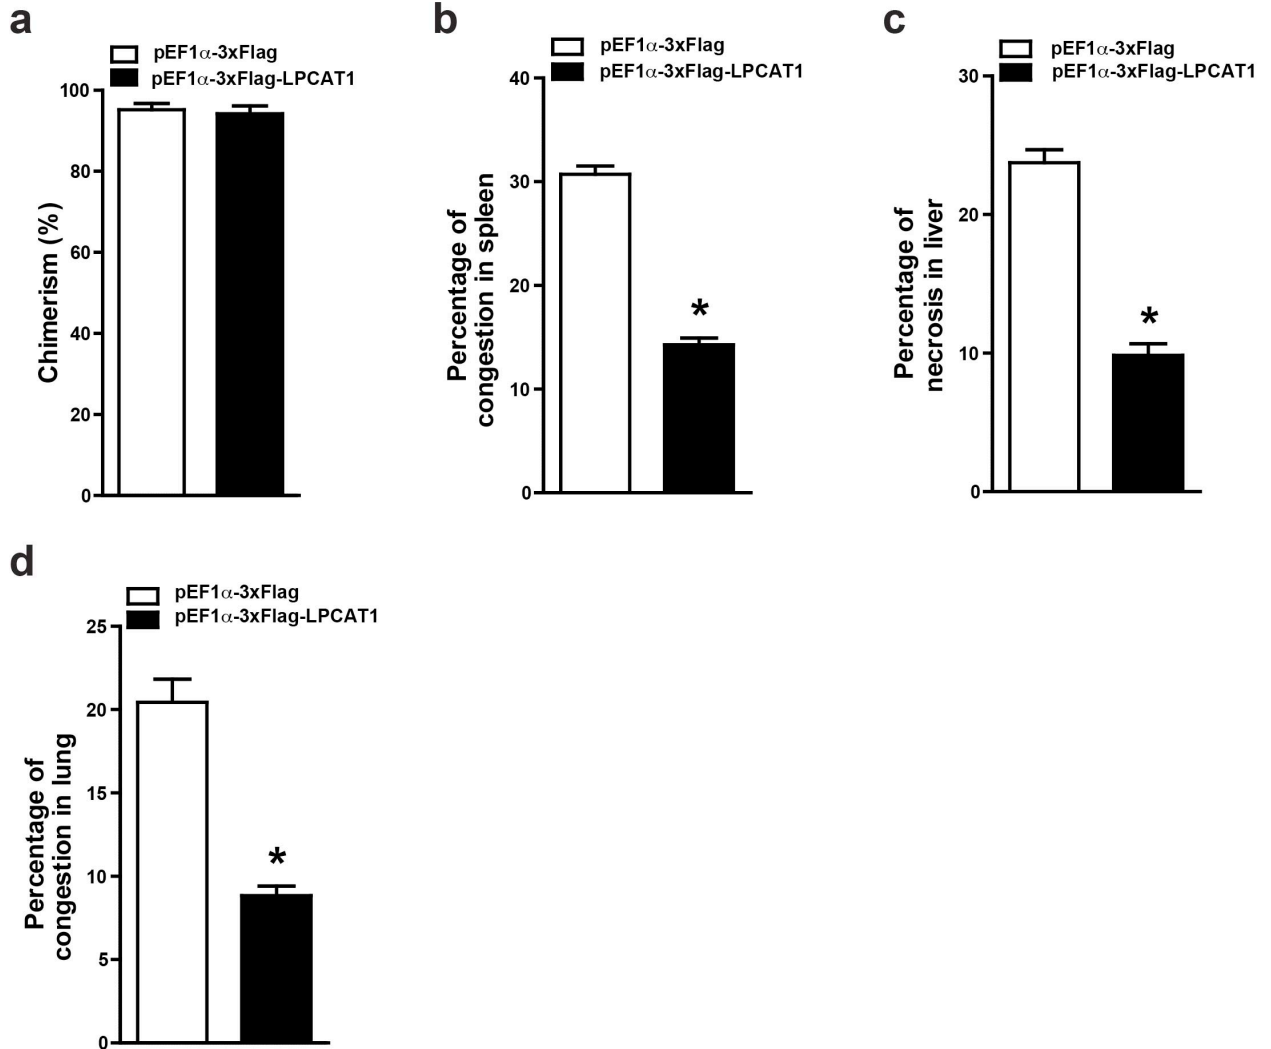 a
pEF1α-3xFlag
pEF1α-3xFlag-LPCAT1
100
80
60
40
20
0
Chimerism (%)
b
pEF1α-3xFlag
pEF1α-3xFlag-LPCAT1
40
30
20
10
0
Percentage of
congestion in spleen
*
c
pEF1α-3xFlag
pEF1α-3xFlag-LPCAT1
30
20
10
0
Percentage of
necrosis in liver
*
d
pEF1α-3xFlag
pEF1α-3xFlag-LPCAT1
25
20
15
10
5
0
Percentage of
congestion in lung
*